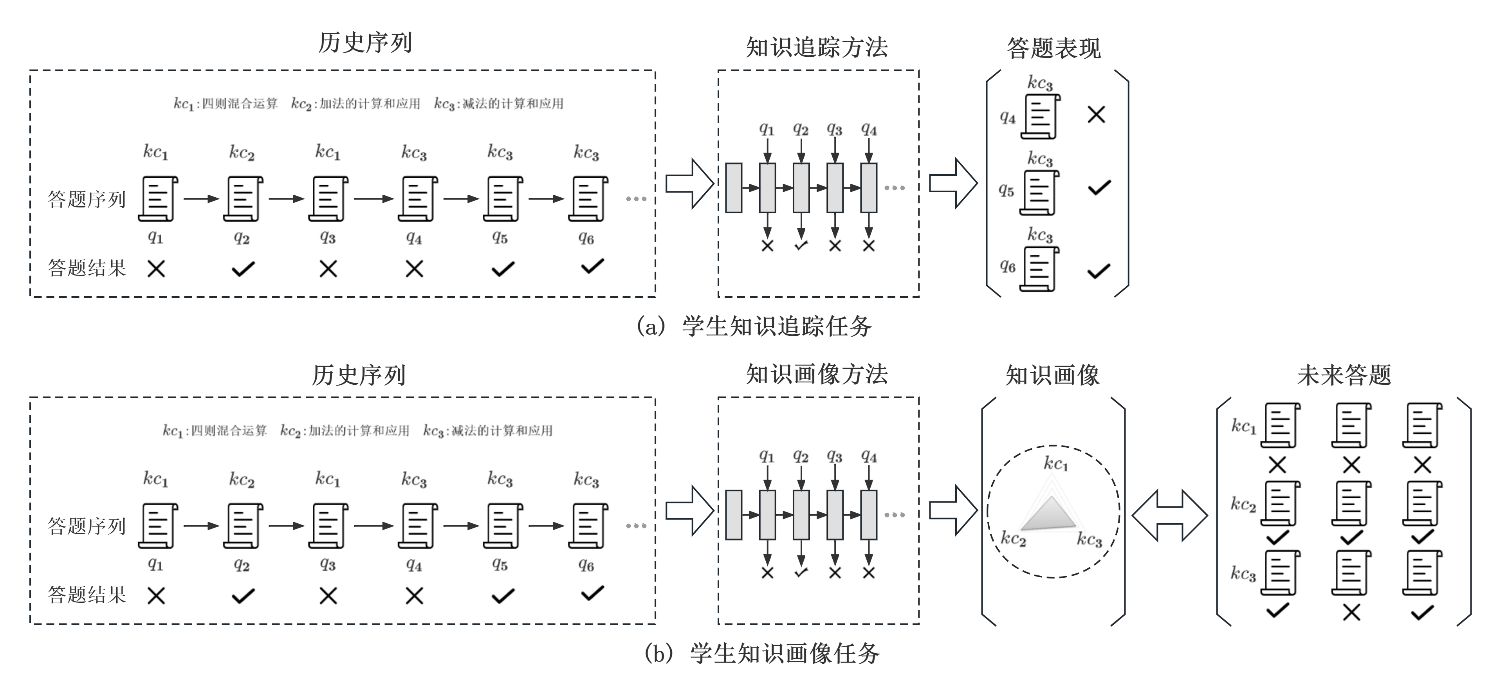 历史序列 知识追踪方法 答题表现
kc1:四则混合运算 kc2:加法的计算和应用 kc3:减法的计算和应用
kc1 kc2 kc1 kc3 kc3 kc3
答题序列 ...
q1 q2 q3 q4 q5 q6
答题结果
q1 q2 q3 q4
...
kc3
q4
kc3
q5
kc3
q6
(a) 学生知识追踪任务
历史序列 知识画像方法 知识画像 未来答题
kc1:四则混合运算 kc2:加法的计算和应用 kc3:减法的计算和应用
kc1 kc2 kc1 kc3 kc3 kc3
答题序列 ...
q1 q2 q3 q4 q5 q6
答题结果
q1 q2 q3 q4
...
kc1
kc2 kc3
kc1
kc2
kc3
(b) 学生知识画像任务